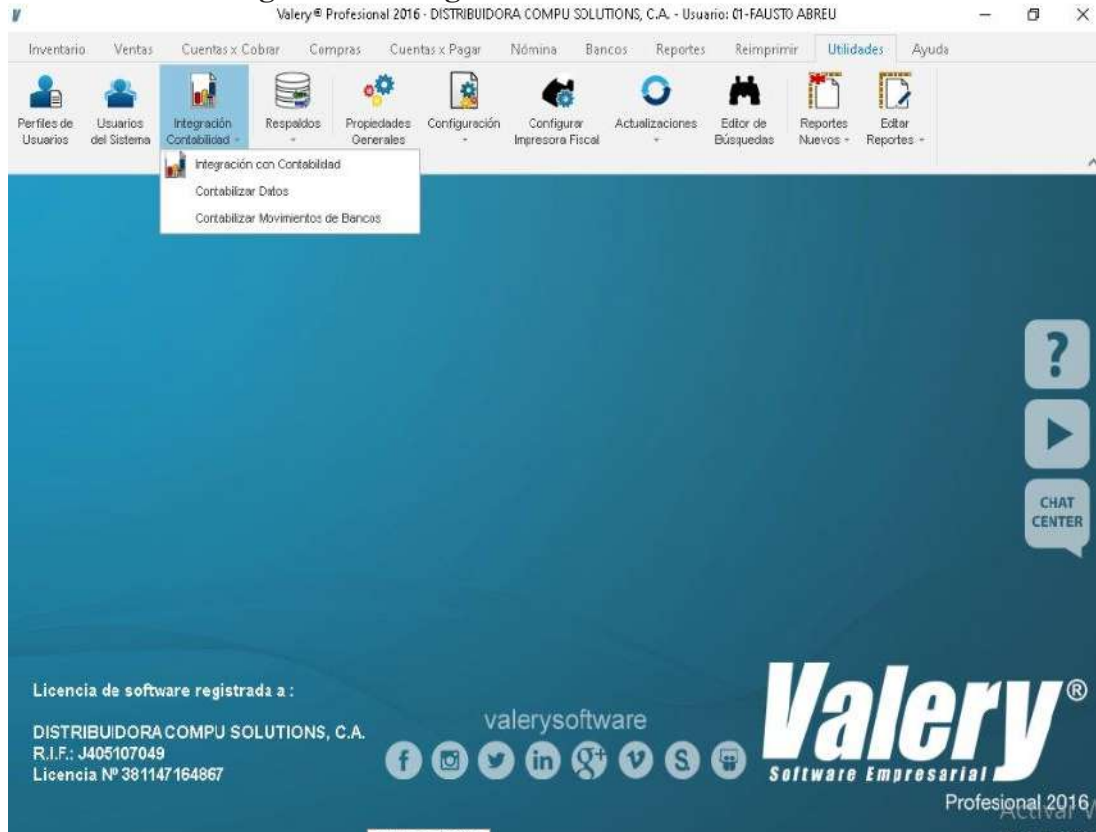 Valery® Profesional 2016 - DISTRIBUIDORA COMPU SOLUTIONS, C.A. - Usuario: 01-FAUSTO ABREU
Inventario Ventas Cuentas x Cobrar Compras Cuentas x Pagar Nómina Bancos Reportes Reimprimir Utilidades Ayuda
Perfiles de Usuarios del Integración Respaldos Propiedades Configuración Configurar Actualizaciones Editor de Reportes Editar
Usuarios del Sistema Contabilidad Generales Impresora Fiscal Búsquedas Nuevos Reportes
Integración con Contabilidad
Contabilizar Datos
Contabilizar Movimientos de Bancos
?
CHAT
CENTER
Licencia de software registrada a :
DISTRIBUIDORA COMPU SOLUTIONS, C.A.
R.I.F.: J405107049
Licencia Nº 381147164867
valerysoftware
f in g+ v S
Valery®
Software Empresarial
Profesional 2016
Activar